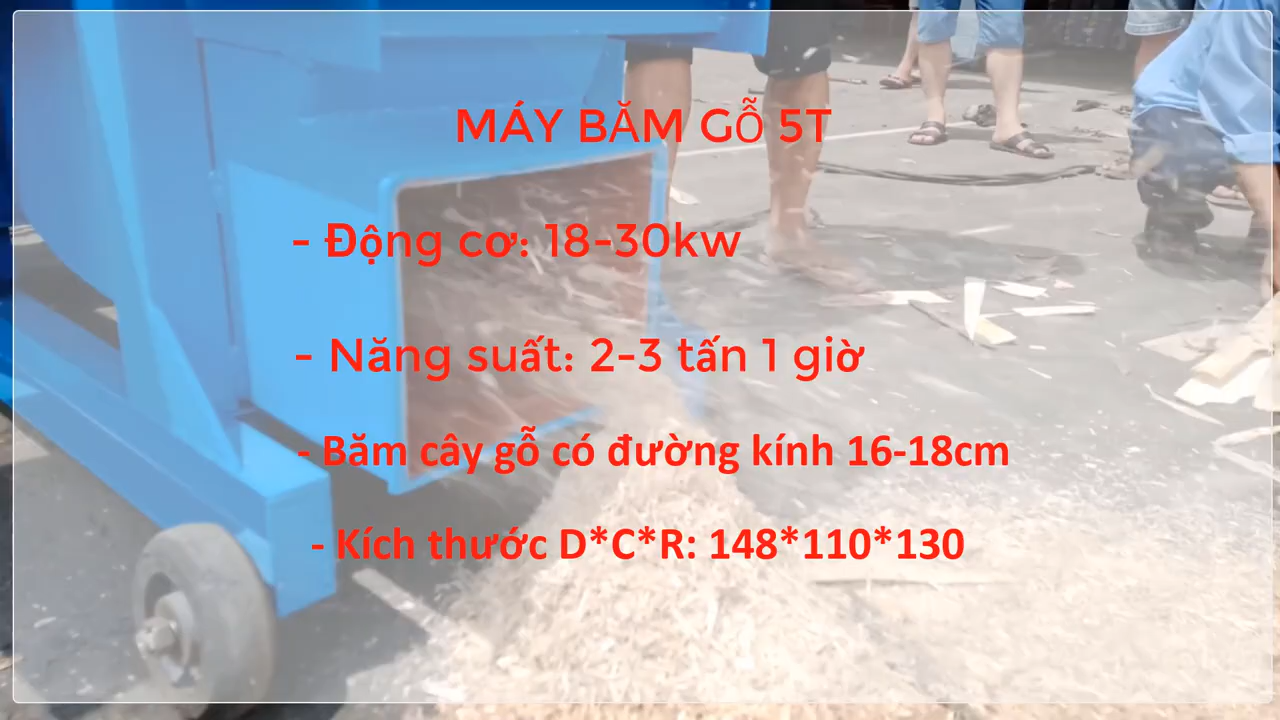 MÁY BĂM GỖ 5T
- Động cơ: 18-30kw
- Năng suất: 2-3 tấn 1 giờ
- Băm cây gỗ có đường kính 16-18cm
- Kích thước D*C*R: 148*110*130